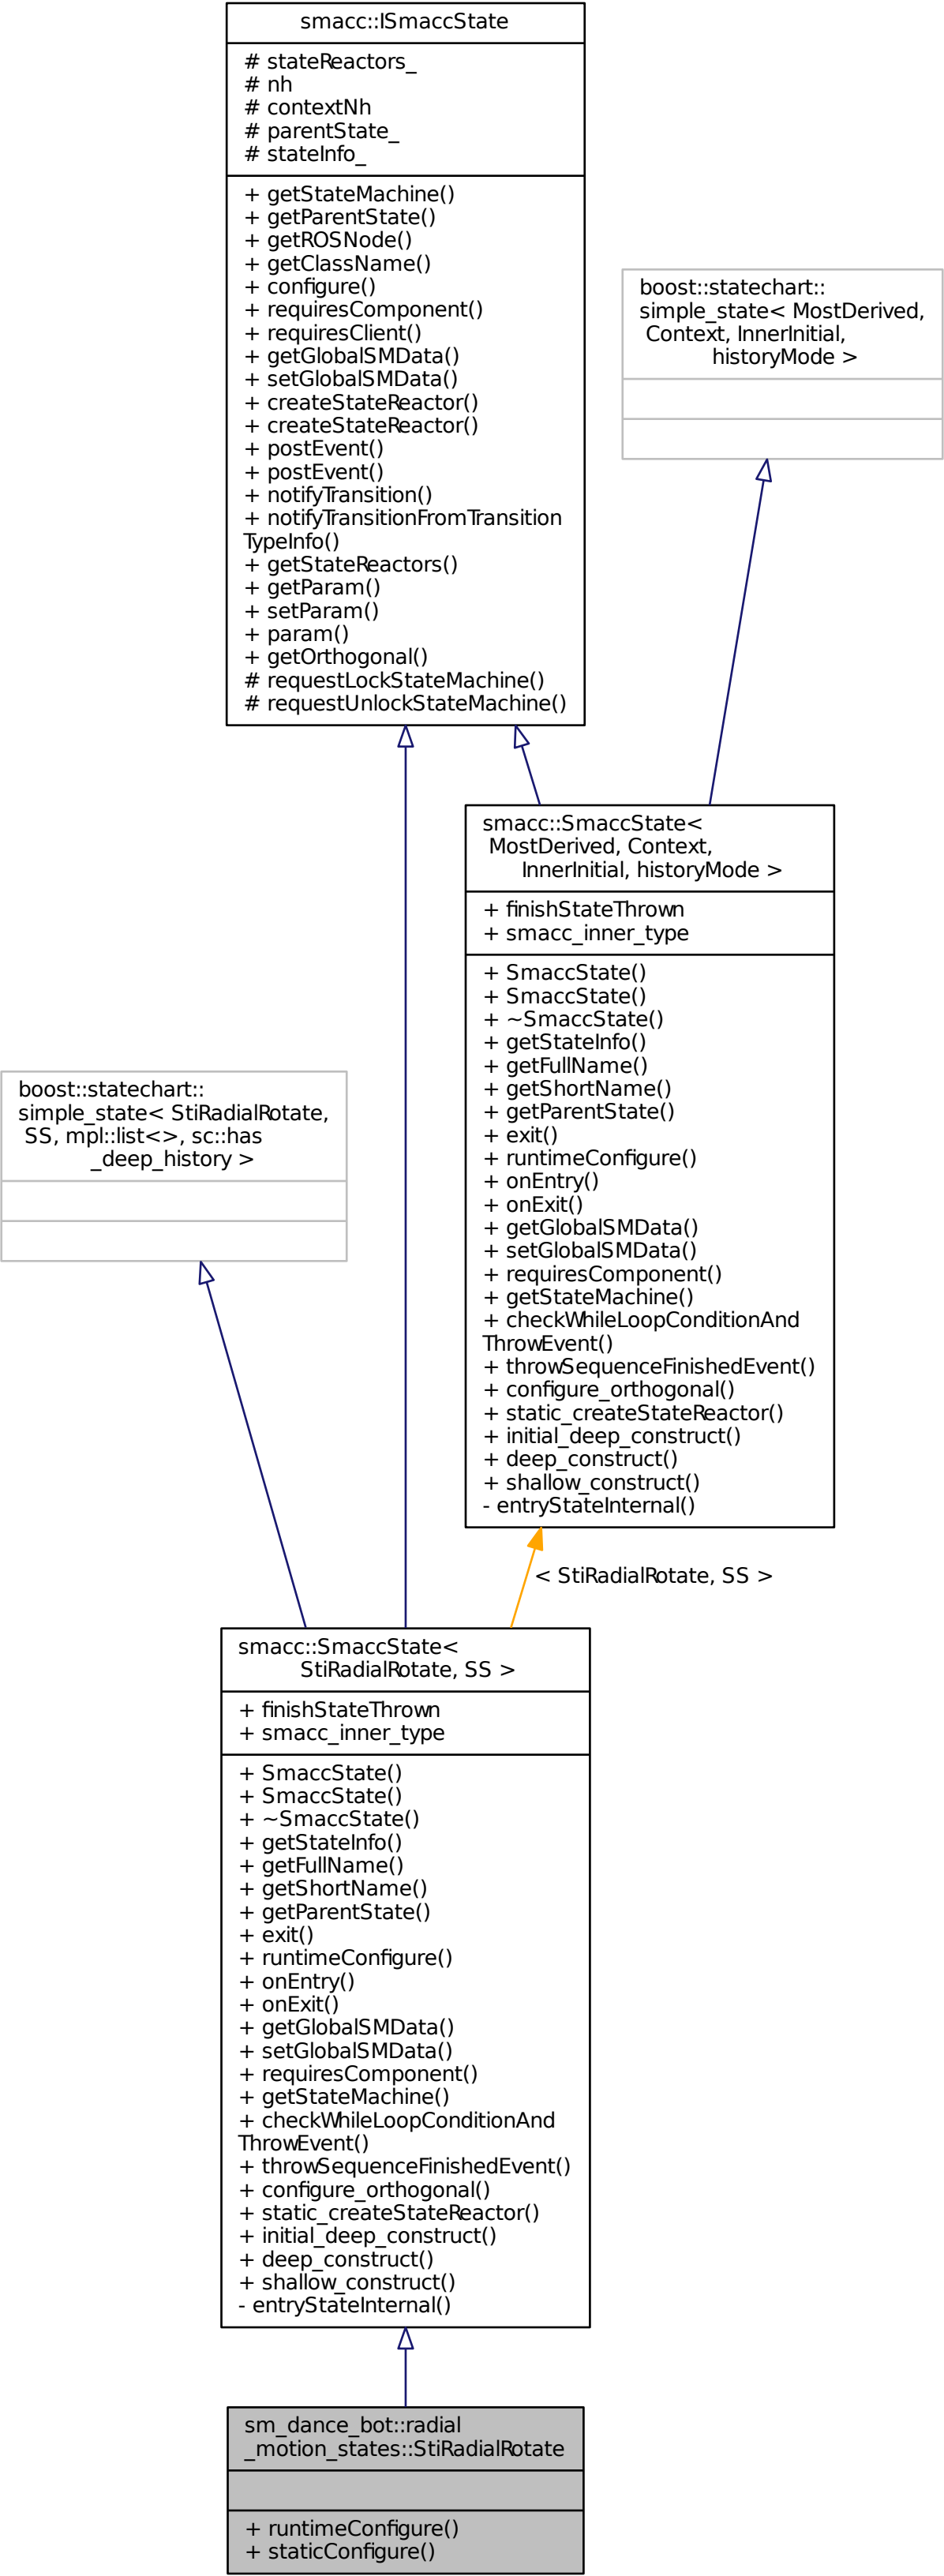 smacc::ISmaccState
# stateReactors_
# nh
# contextNh
# parentState_
# stateInfo_
+ getStateMachine()
+ getParentState()
+ getROSNode()
+ getClassName()
+ configure()
+ requiresComponent()
+ requiresClient()
+ getGlobalSMData()
+ setGlobalSMData()
+ createStateReactor()
+ createStateReactor()
+ postEvent()
+ postEvent()
+ notifyTransition()
+ notifyTransitionFromTransition
TypeInfo()
+ getStateReactors()
+ getParam()
+ setParam()
+ param()
+ getOrthogonal()
# requestLockStateMachine()
# requestUnlockStateMachine()
boost::statechart::
simple_state< MostDerived,
Context, InnerInitial,
historyMode >
smacc::SmaccState<
MostDerived, Context,
InnerInitial, historyMode >
+ finishStateThrown
+ smacc_inner_type
+ SmaccState()
+ SmaccState()
+ ~SmaccState()
+ getStateInfo()
+ getFullName()
+ getShortName()
+ getParentState()
+ exit()
+ runtimeConfigure()
+ onEntry()
+ onExit()
+ getGlobalSMData()
+ setGlobalSMData()
+ requiresComponent()
+ getStateMachine()
+ checkWhileLoopConditionAnd
ThrowEvent()
+ throwSequenceFinishedEvent()
+ configure_orthogonal()
+ static_createStateReactor()
+ initial_deep_construct()
+ deep_construct()
+ shallow_construct()
- entryStateInternal()
boost::statechart::
simple_state< StiRadialRotate,
SS, mpl::list<>, sc::has
_deep_history >
< StiRadialRotate, SS >
smacc::SmaccState<
StiRadialRotate, SS >
+ finishStateThrown
+ smacc_inner_type
+ SmaccState()
+ SmaccState()
+ ~SmaccState()
+ getStateInfo()
+ getFullName()
+ getShortName()
+ getParentState()
+ exit()
+ runtimeConfigure()
+ onEntry()
+ onExit()
+ getGlobalSMData()
+ setGlobalSMData()
+ requiresComponent()
+ getStateMachine()
+ checkWhileLoopConditionAnd
ThrowEvent()
+ throwSequenceFinishedEvent()
+ configure_orthogonal()
+ static_createStateReactor()
+ initial_deep_construct()
+ deep_construct()
+ shallow_construct()
- entryStateInternal()
sm_dance_bot::radial
_motion_states::StiRadialRotate
+ runtimeConfigure()
+ staticConfigure()